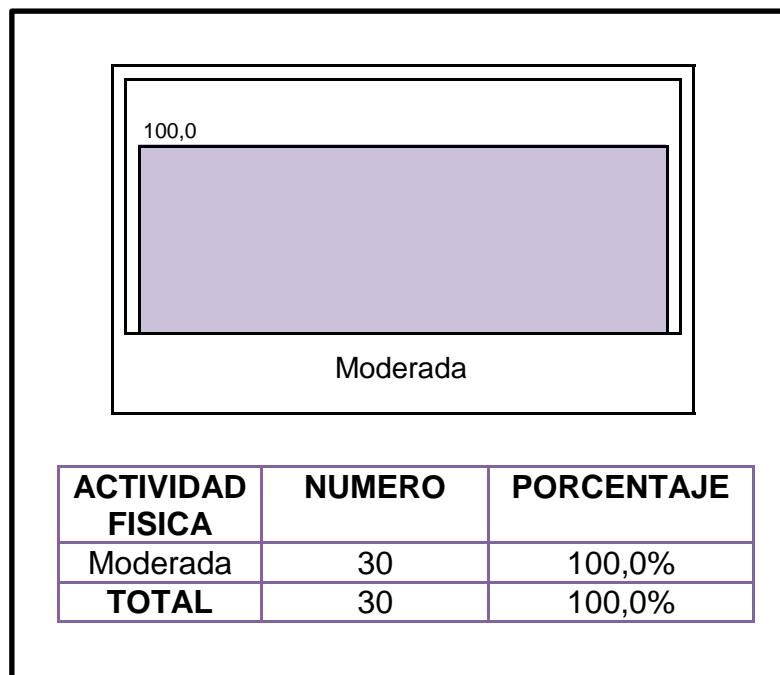 100,0
Moderada
ACTIVIDAD FISICA NUMERO PORCENTAJE
Moderada 30 100,0%
TOTAL 30 100,0%